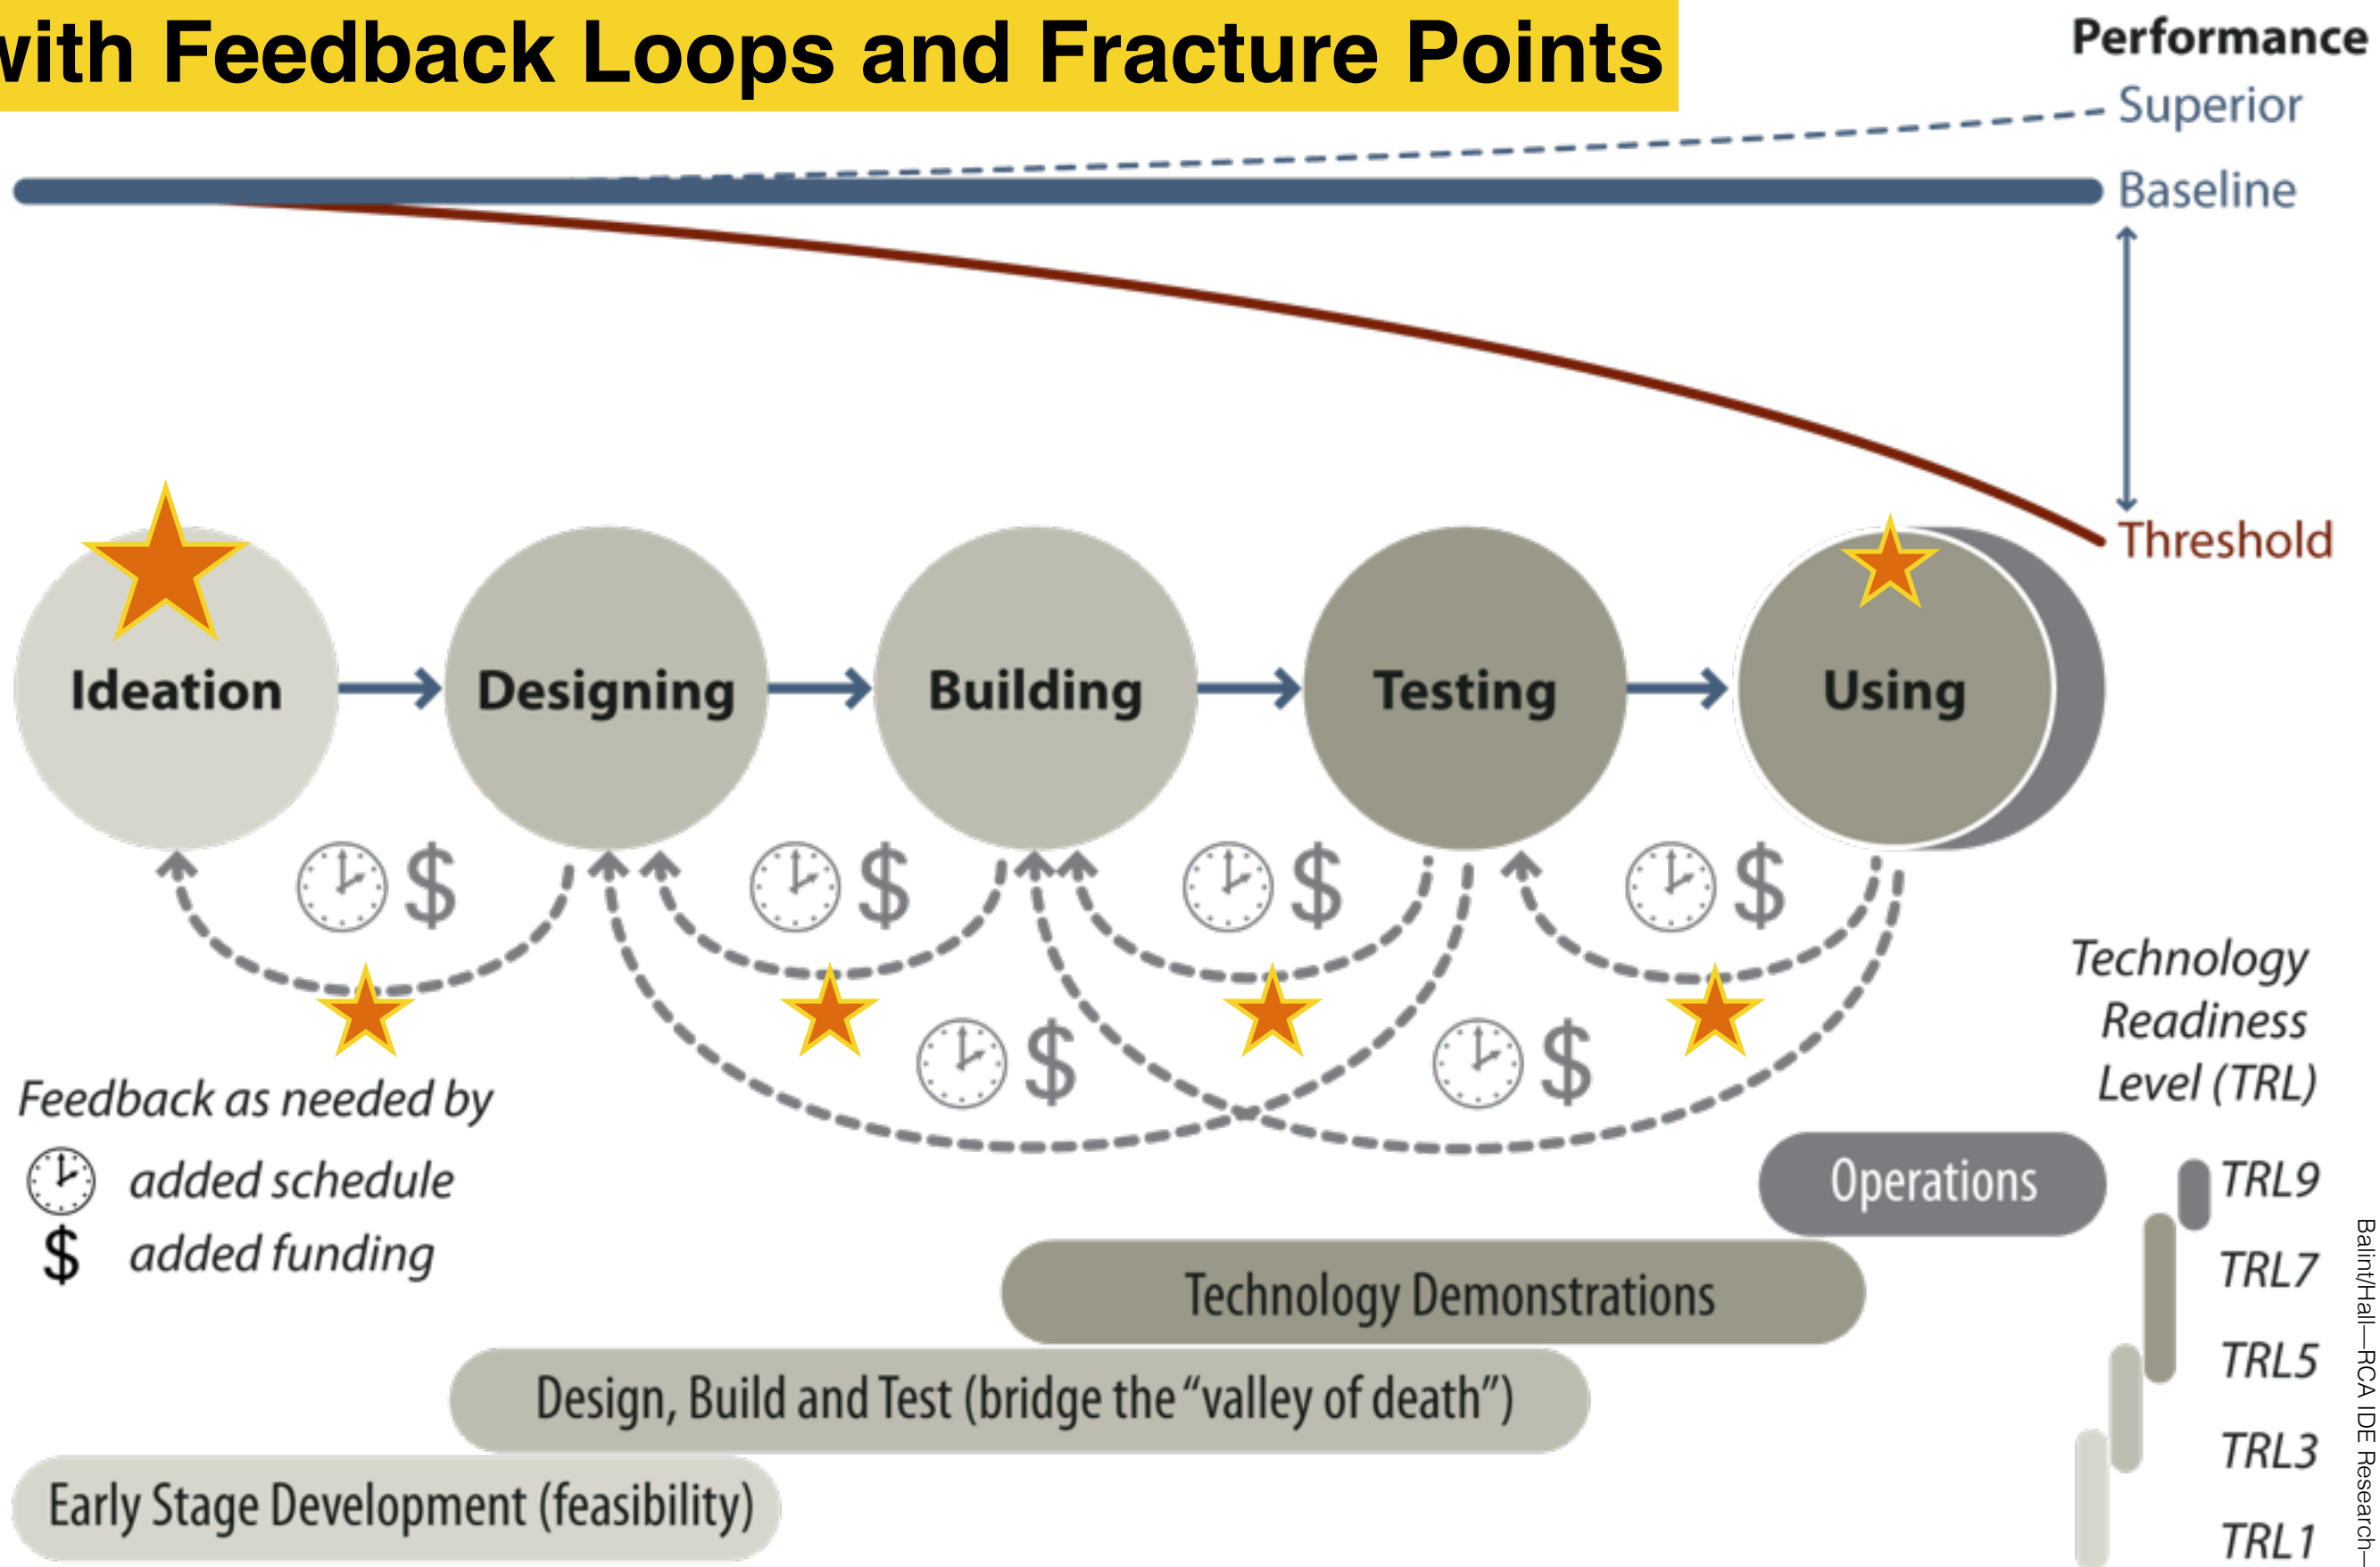 with Feedback Loops and Fracture Points
Performance
Superior
Baseline
Threshold
Ideation
Designing
Building
Testing
Using
$
$
$
$
$
$
Feedback as needed by
added schedule
$ added funding
Technology
Readiness
Level (TRL)
Operations
Technology Demonstrations
Design, Build and Test (bridge the “valley of death”)
Early Stage Development (feasibility)
TRL9
TRL7
TRL5
TRL3
TRL1
Balint/Hall—RCA IDE Research–